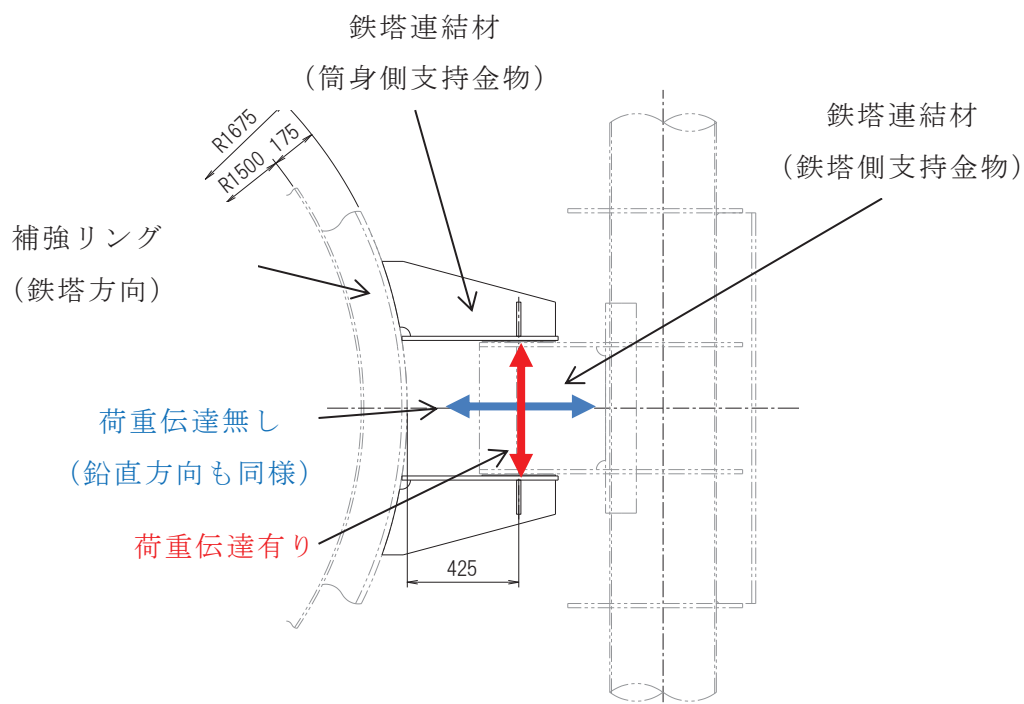 鉄塔連結材
（筒身側支持金物）
鉄塔連結材
（鉄塔側支持金物）
R1675
R1500 175
補強リング
（鉄塔方向）
荷重伝達無し
（鉛直方向も同様）
荷重伝達有り
425